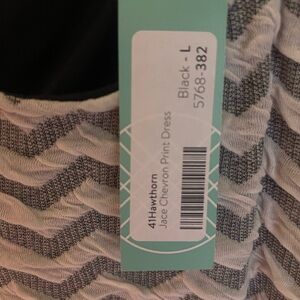 41Hawthorn
Jace Chevron Print Dress
Black - L
5768-382